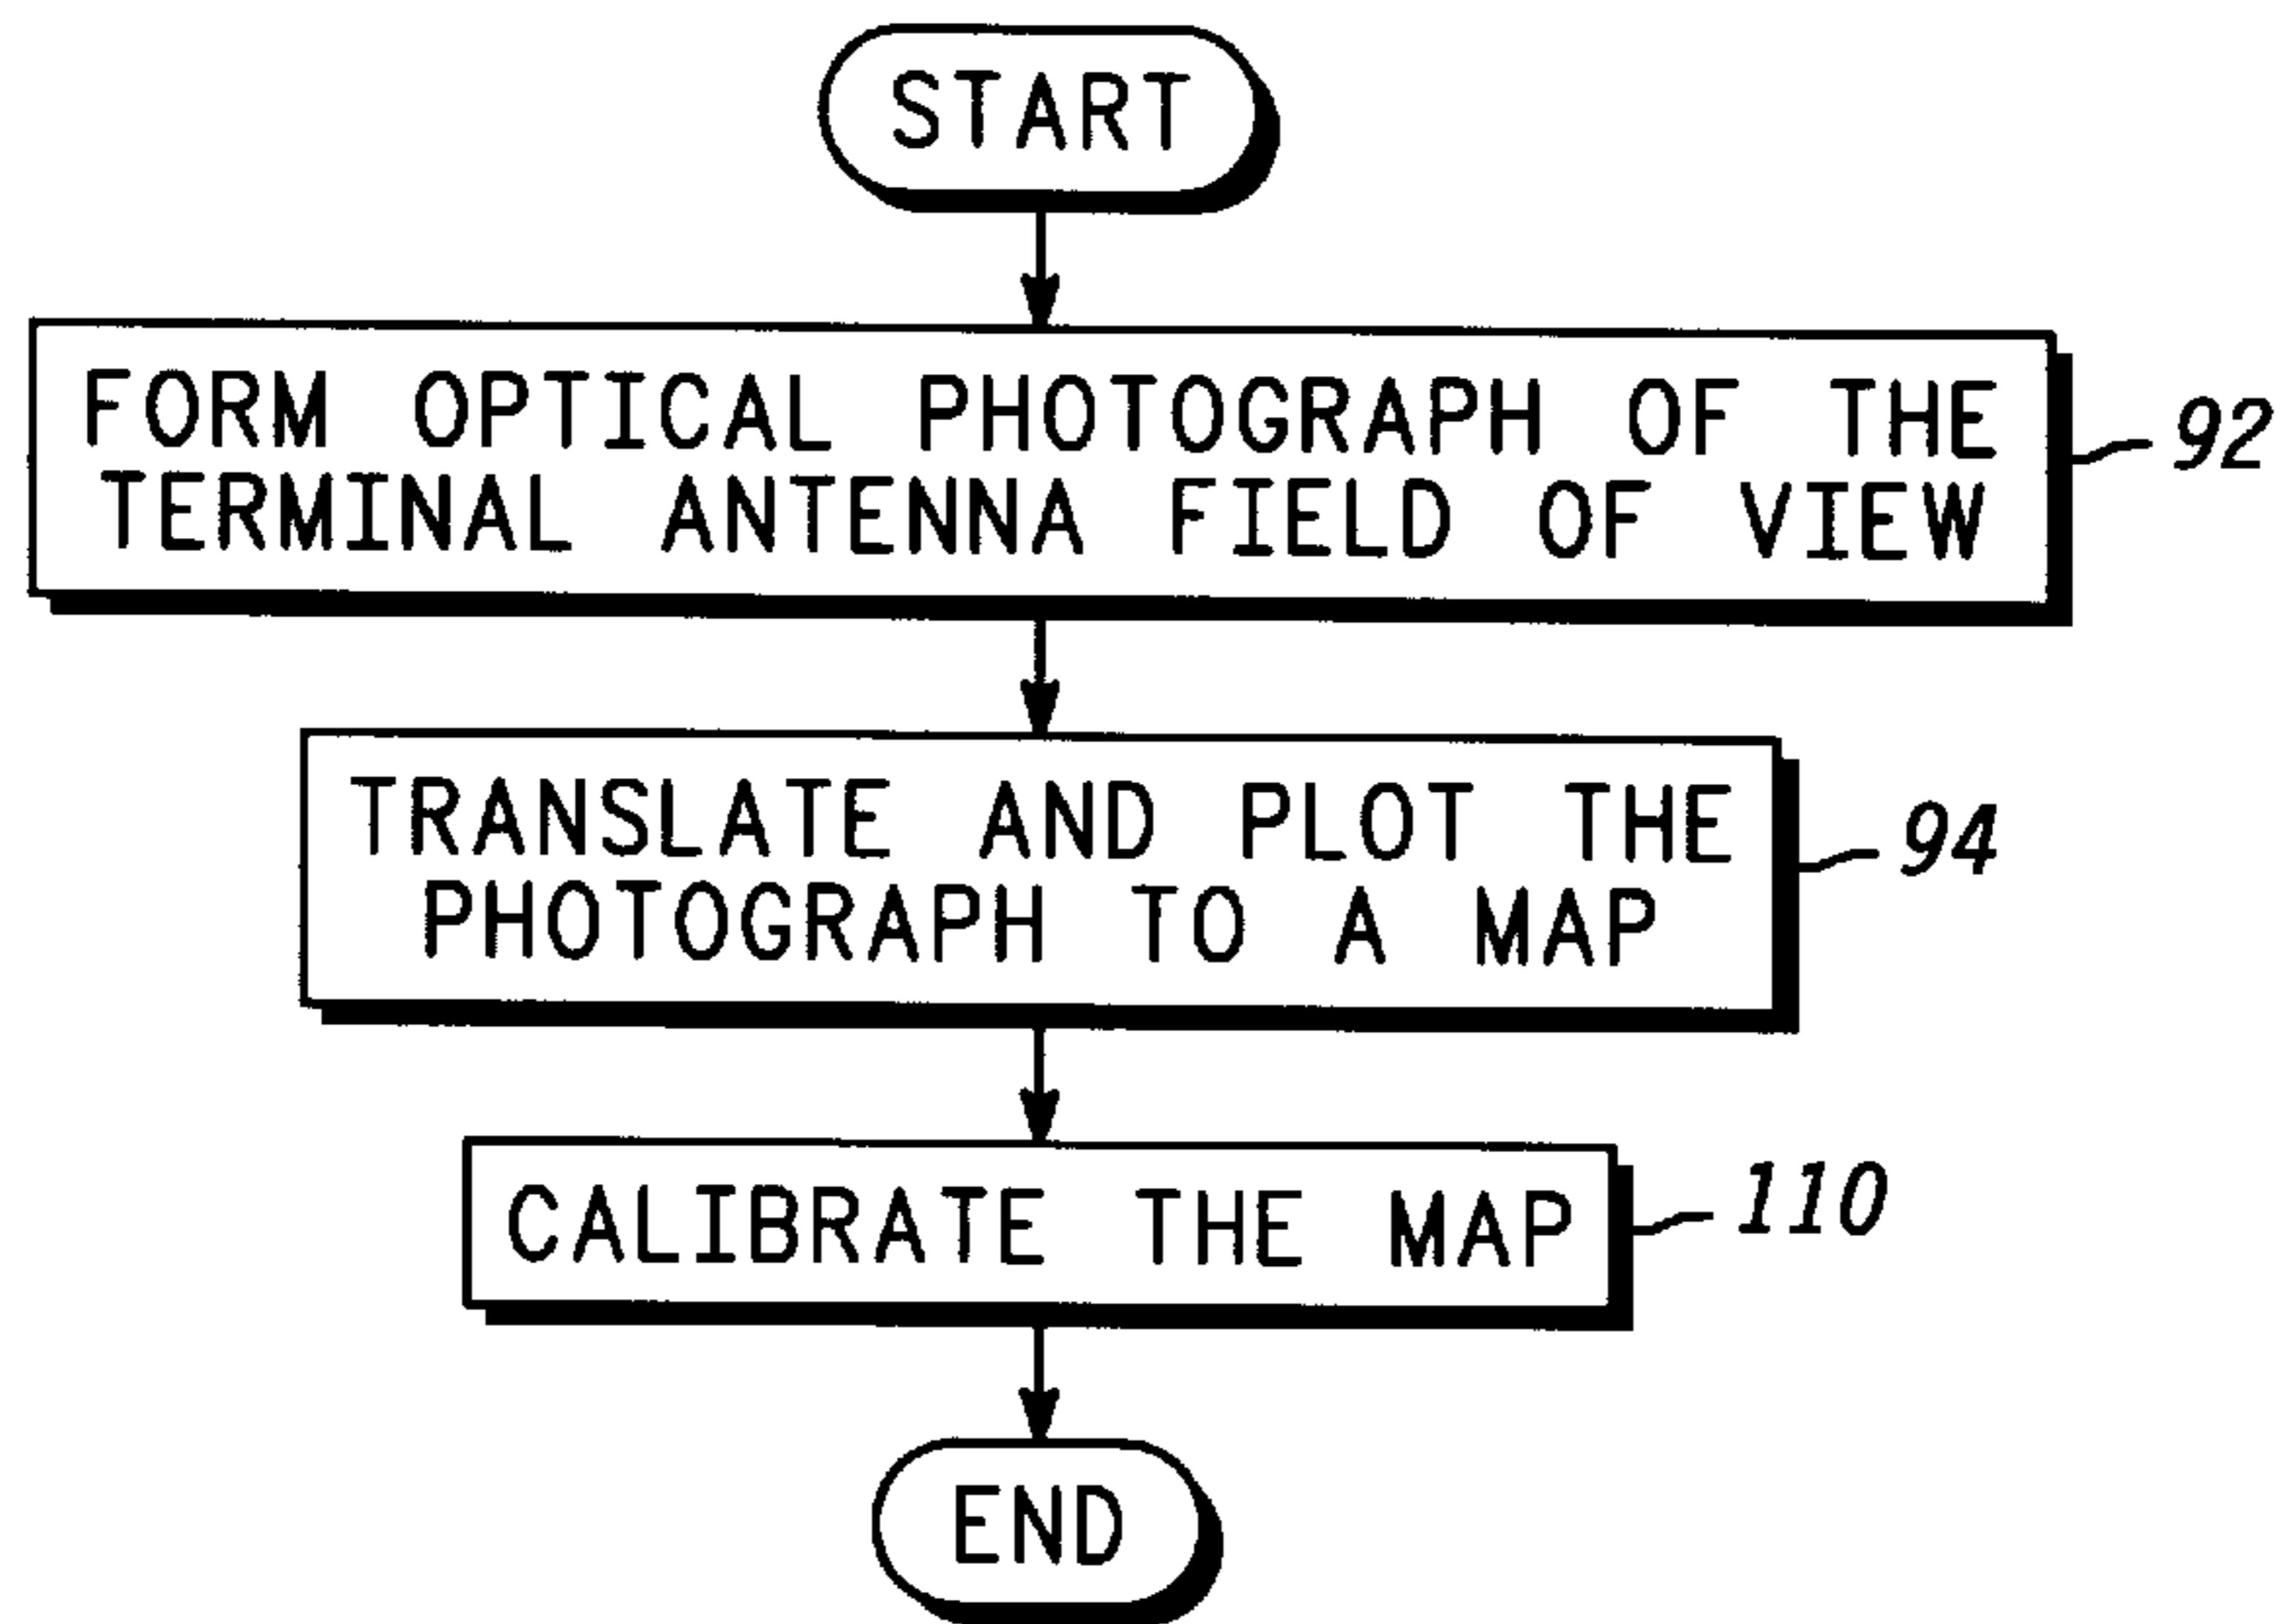 START
FORM OPTICAL PHOTOGRAPH OF THE
TERMINAL ANTENNA FIELD OF VIEW
92
TRANSLATE AND PLOT THE
PHOTOGRAPH TO A MAP
94
CALIBRATE THE MAP
110
END